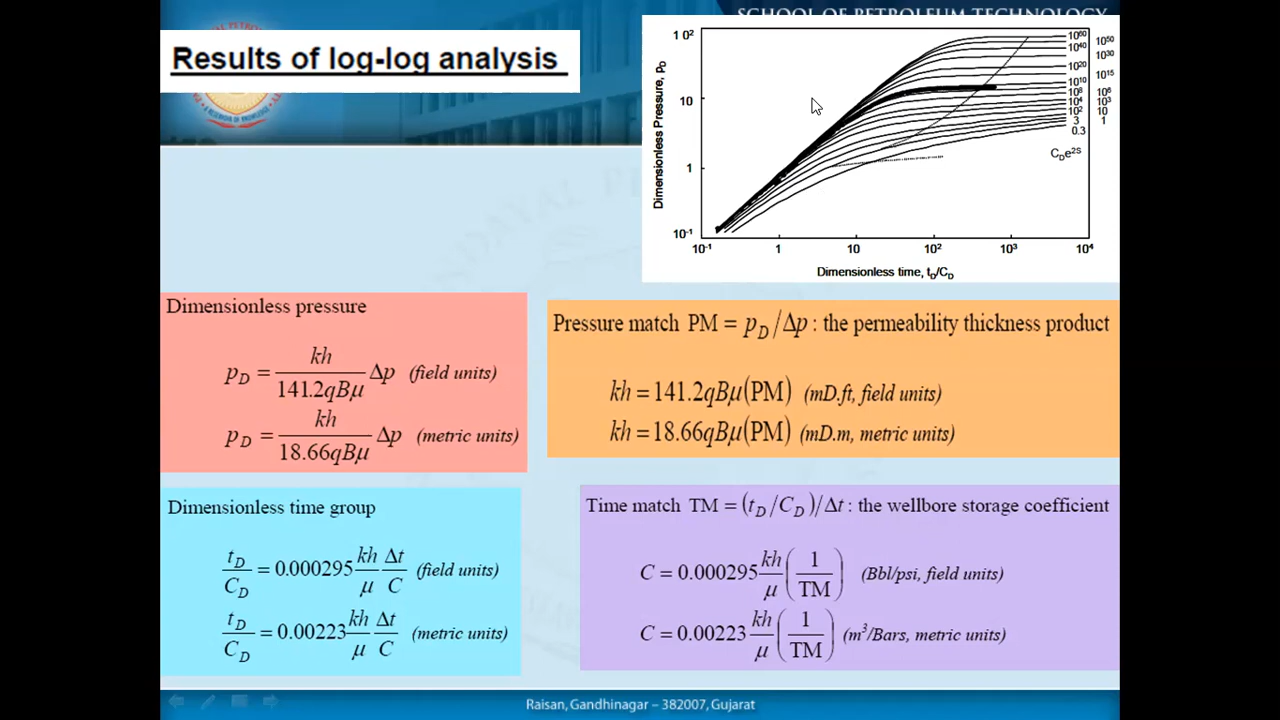 SCHOOL OF PETROLEUM TECHNOLOGY
Results of log-log analysis
Dimensionless Pressure, p_D
10²
10
1
10⁻¹
10⁻¹ 1 10 10² 10³ 10⁴
Dimensionless time, t_D/C_D
10⁶⁰ 10⁵⁰
10⁴⁰ 10³⁰
10²⁰ 10¹⁵
10¹⁰ 10⁶
10⁸ 10³
10⁴ 10
10² 1
3
0.3
C_De^2S
Dimensionless pressure
p_D = kh/141.2qBμ Δp (field units)
p_D = kh/18.66qBμ Δp (metric units)
Pressure match PM = p_D/Δp : the permeability thickness product
kh = 141.2qBμ(PM) (mD.ft, field units)
kh = 18.66qBμ(PM) (mD.m, metric units)
Dimensionless time group
t_D/C_D = 0.000295 kh/μ Δt/C (field units)
t_D/C_D = 0.00223 kh/μ Δt/C (metric units)
Time match TM = (t_D/C_D)/Δt : the wellbore storage coefficient
C = 0.000295 kh/μ (1/TM) (Bbl/psi, field units)
C = 0.00223 kh/μ (1/TM) (m³/Bars, metric units)
Raisan, Gandhinagar – 382007, Gujarat